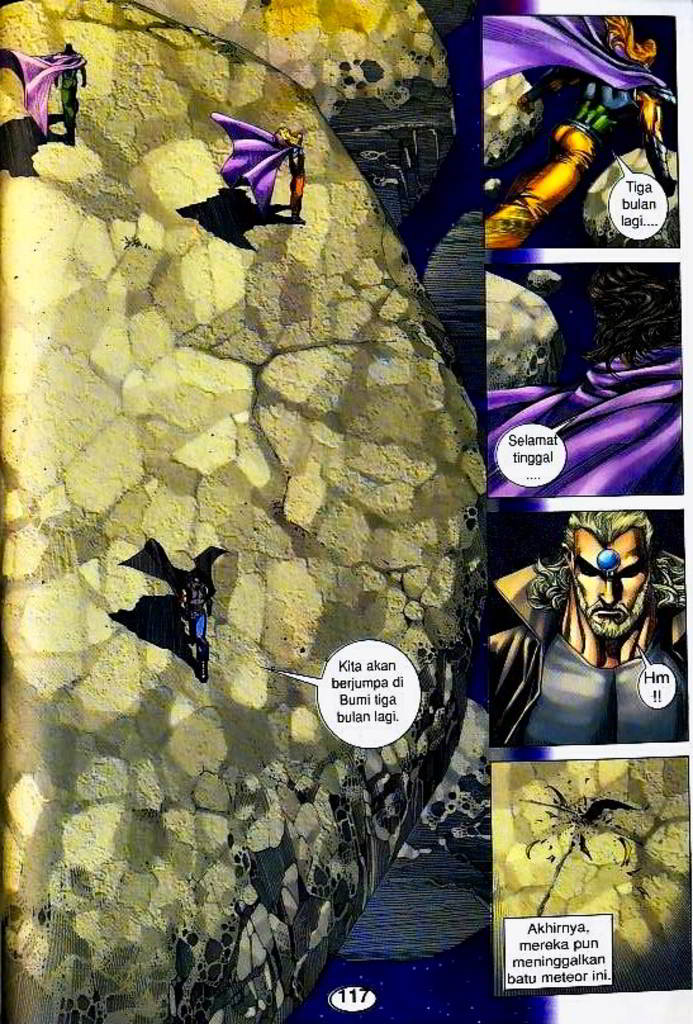 Kita akan
berjumpa di
Bumi tiga
bulan lagi.
Tiga
bulan
lagi....
Selamat
tinggal
....
Hm
!!
Akhirnya,
mereka pun
meninggalkan
batu meteor ini.
117